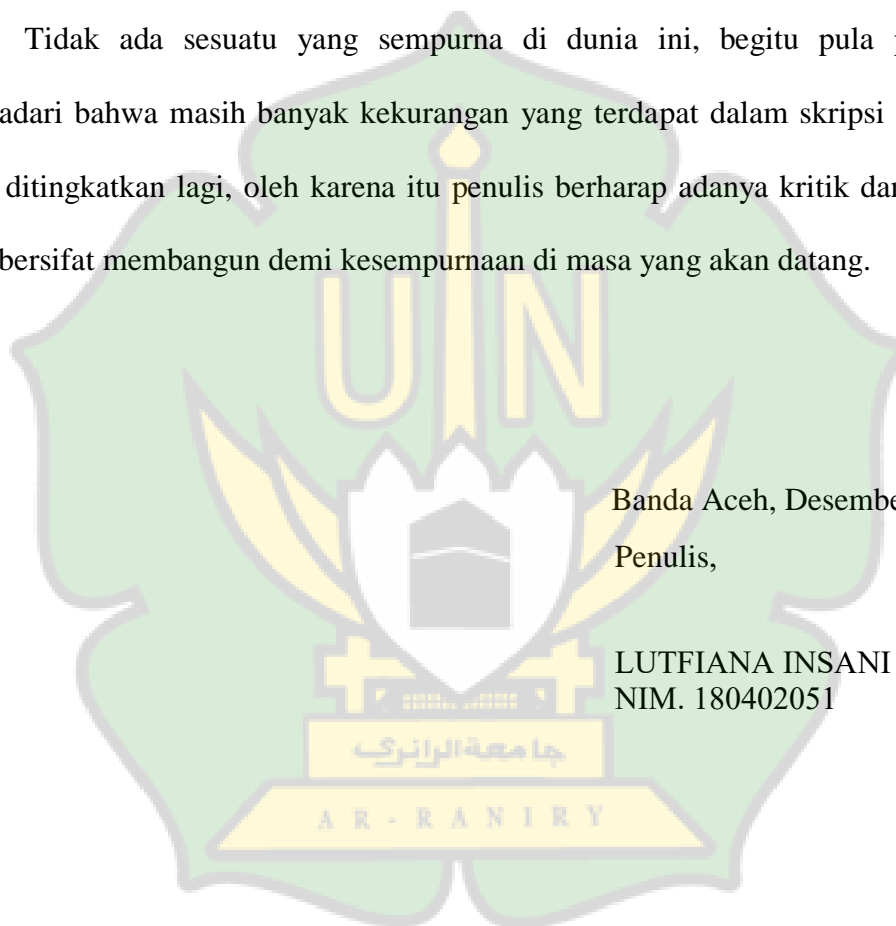 Tidak ada sesuatu yang sempurna di dunia ini, begitu pula
adari bahwa masih banyak kekurangan yang terdapat dalam skripsi
ditingkatkan lagi, oleh karena itu penulis berharap adanya kritik dan
bersifat membangun demi kesempurnaan di masa yang akan datang.
UIN
Banda Aceh, Desembe
Penulis,
LUTFIANA INSANI
NIM. 180402051
جامعة الرانري
AR-RANIRY